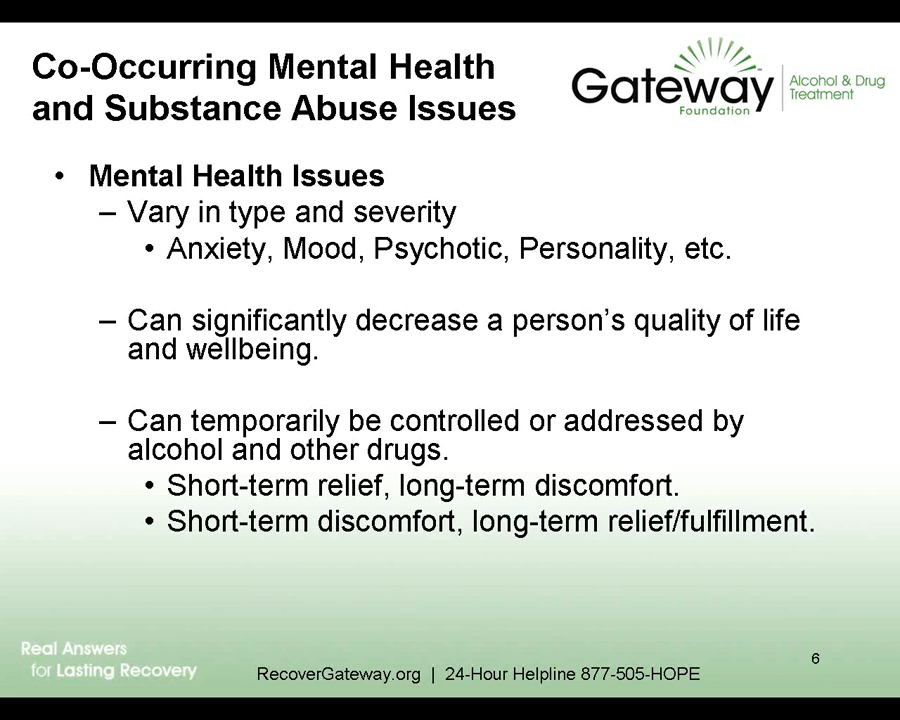 Co-Occurring Mental Health
and Substance Abuse Issues
Gateway
Foundation
Alcohol & Drug
Treatment
• Mental Health Issues
– Vary in type and severity
• Anxiety, Mood, Psychotic, Personality, etc.
– Can significantly decrease a person’s quality of life
and wellbeing.
– Can temporarily be controlled or addressed by
alcohol and other drugs.
• Short-term relief, long-term discomfort.
• Short-term discomfort, long-term relief/fulfillment.
Real Answers
for Lasting Recovery
RecoverGateway.org | 24-Hour Helpline 877-505-HOPE
6